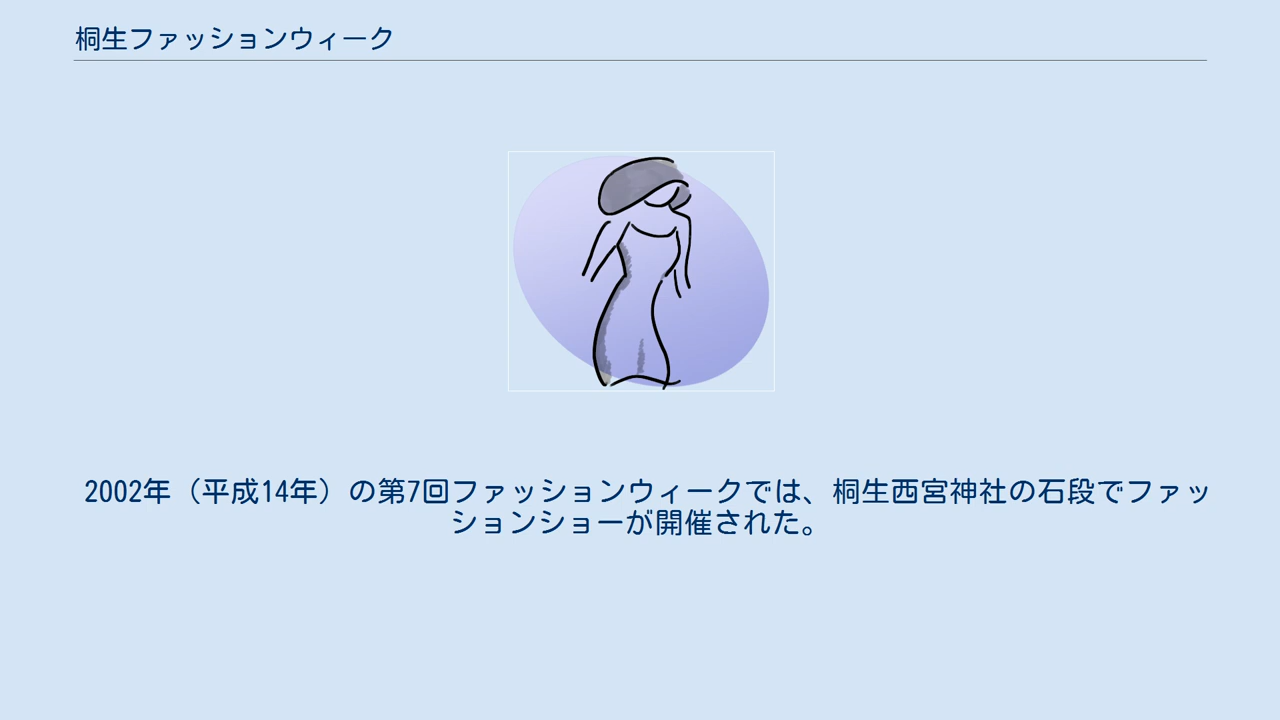 桐生ファッションウィーク
2002年（平成14年）の第7回ファッションウィークでは、桐生西宮神社の石段でファッ
ションショーが開催された。